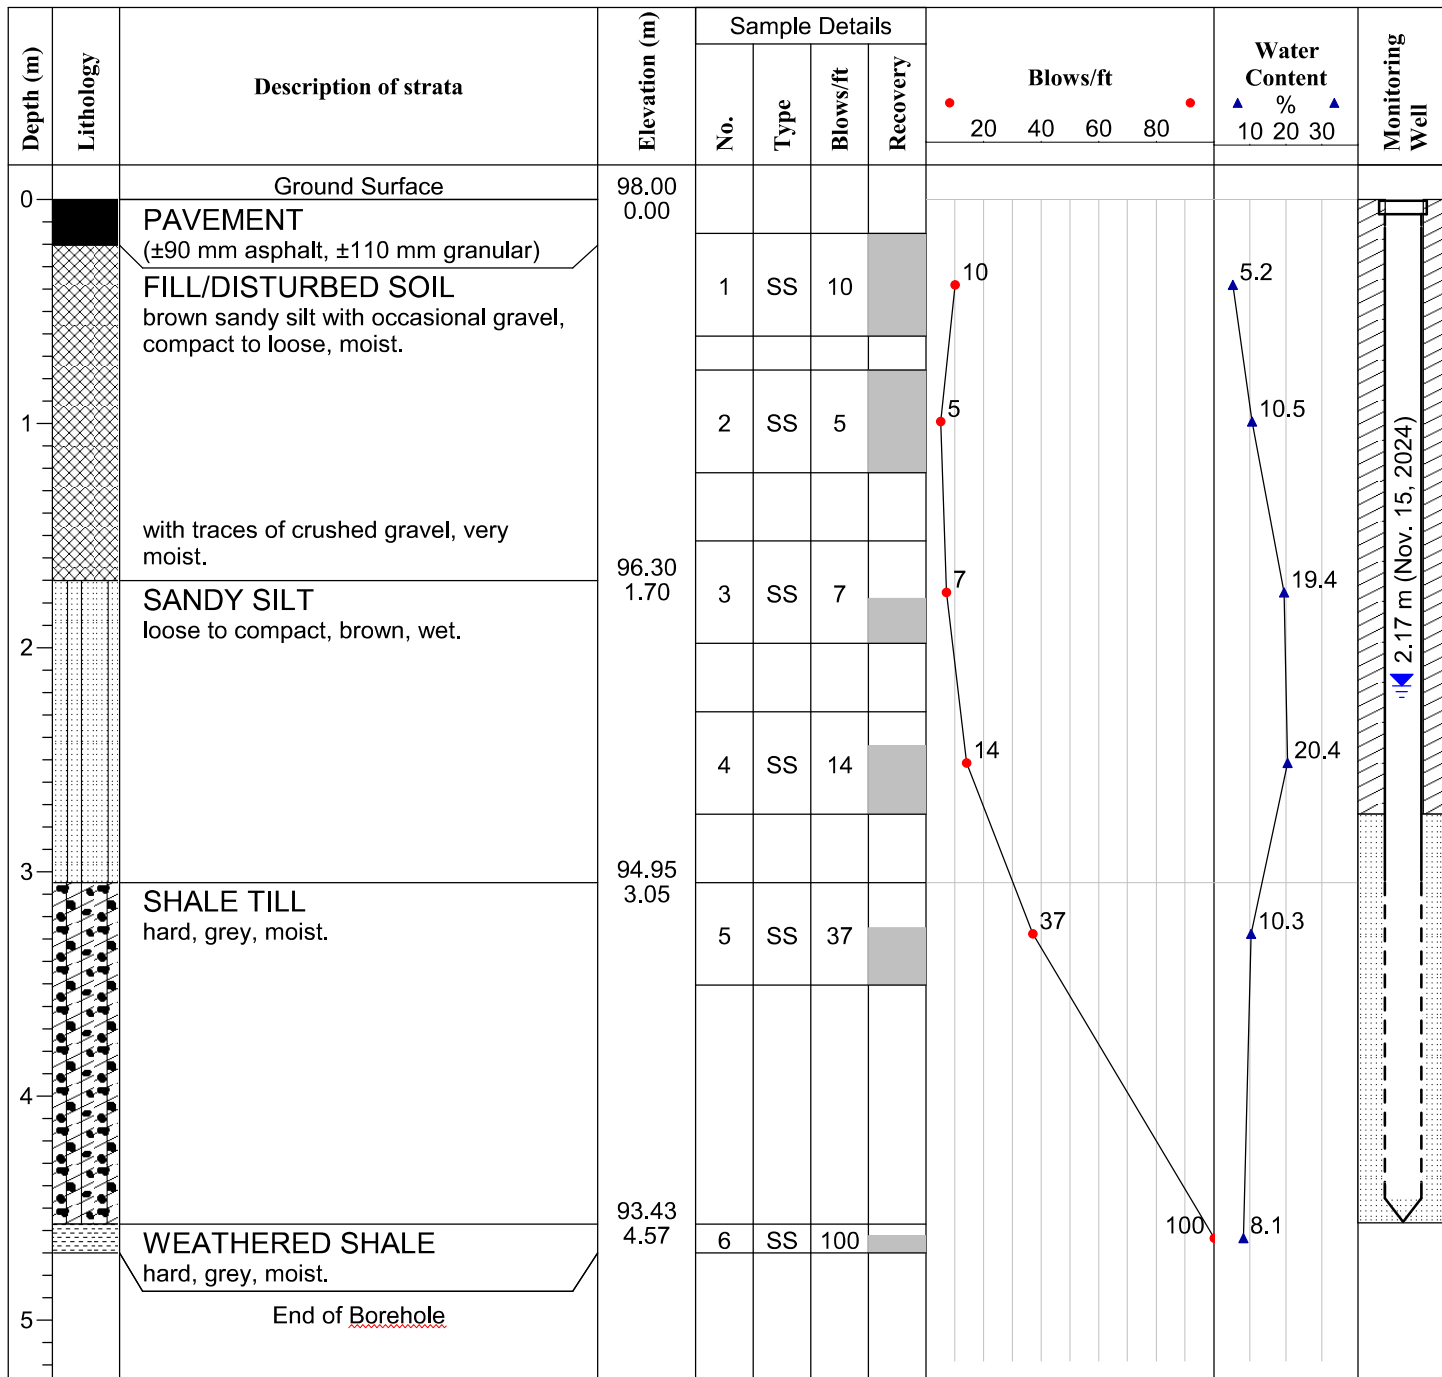 Depth (m)
Lithology
Description of strata
Elevation (m)
Sample Details
No.
Type
Blows/ft
Recovery
Blows/ft
20 40 60 80
Water
Content
%
10 20 30
Monitoring
Well
Ground Surface
98.00
0.00
0
PAVEMENT
(±90 mm asphalt, ±110 mm granular)
FILL/DISTURBED SOIL
brown sandy silt with occasional gravel,
compact to loose, moist.
1 SS 10
10
5.2
1
2 SS 5
5
10.5
with traces of crushed gravel, very
moist.
96.30
1.70
SANDY SILT
loose to compact, brown, wet.
3 SS 7
7
19.4
2
2.17 m (Nov. 15, 2024)
4 SS 14
14
20.4
3
94.95
3.05
SHALE TILL
hard, grey, moist.
5 SS 37
37
10.3
4
93.43
4.57
WEATHERED SHALE
hard, grey, moist.
6 SS 100
100
8.1
End of Borehole
5